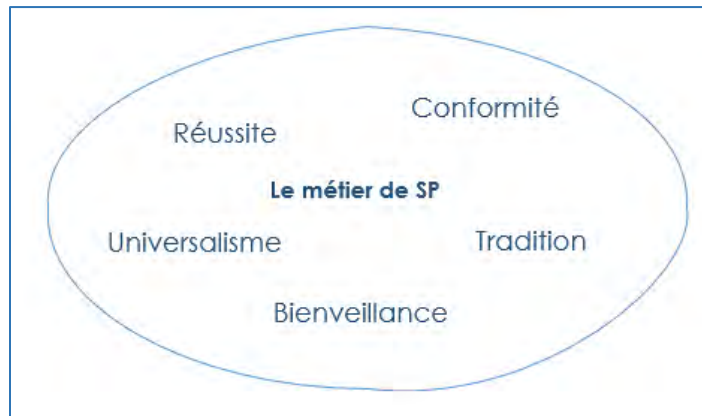 Conformité
Réussite
Le métier de SP
Universalisme
Tradition
Bienveillance